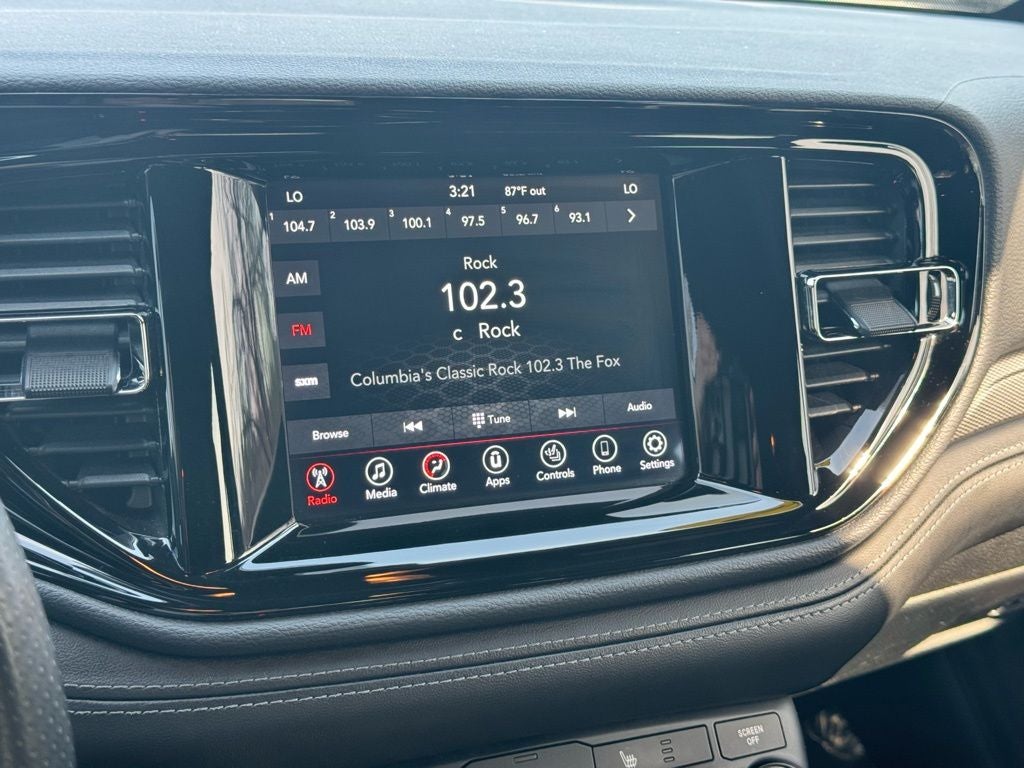 LO 3:21 87°F out LO
1 104.7 2 103.9 3 100.1 4 97.5 5 96.7 6 93.1
AM
FM
sxm
Rock
102.3
c Rock
Columbia's Classic Rock 102.3 The Fox
Browse Tune Audio
Radio Media Climate Apps Controls Phone Settings
SCREEN
OFF